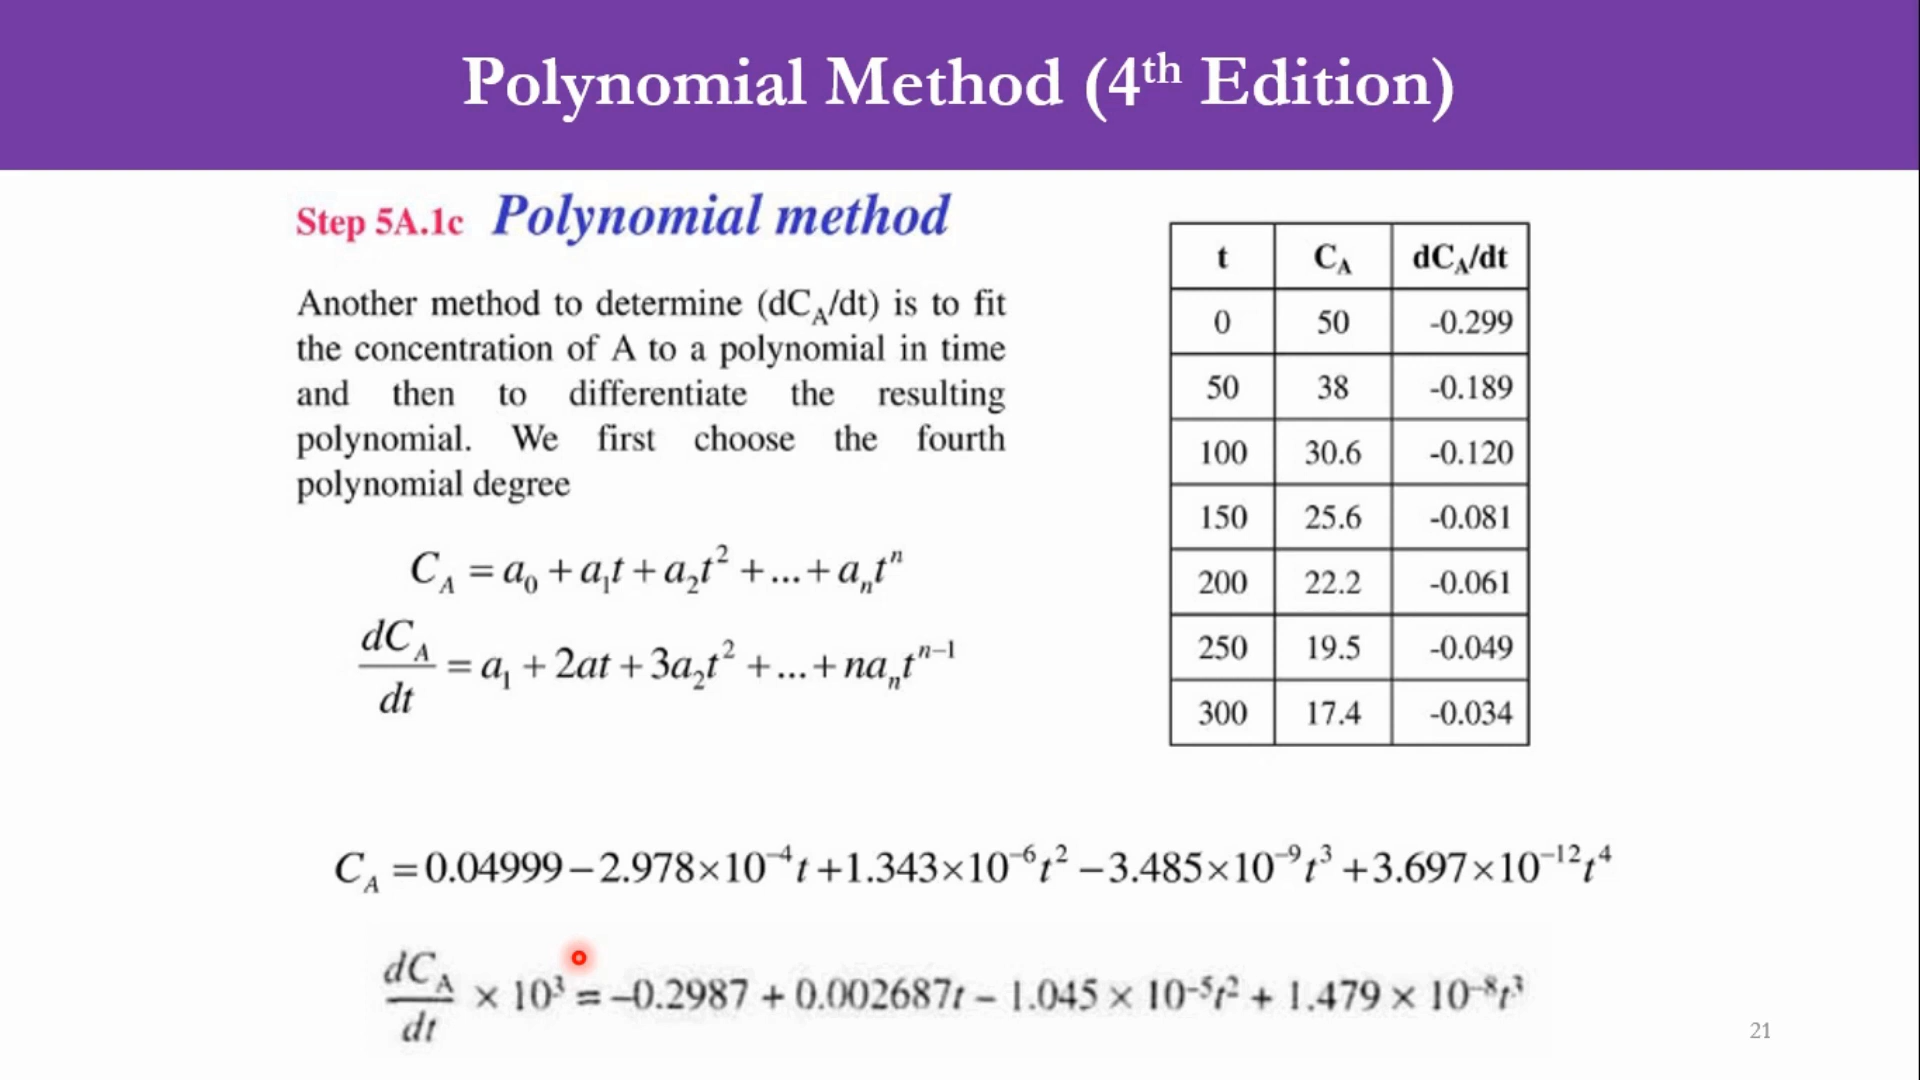 Polynomial Method (4th Edition)
Step 5A.1c Polynomial method
Another method to determine (dC_A/dt) is to fit
the concentration of A to a polynomial in time
and then to differentiate the resulting
polynomial. We first choose the fourth
polynomial degree
C_A = a_0 + a_1t + a_2t^2 + ... + a_nt^n
dC_A/dt = a_1 + 2at + 3a_2t^2 + ... + na_nt^{n-1}
t C_A dC_A/dt
0 50 -0.299
50 38 -0.189
100 30.6 -0.120
150 25.6 -0.081
200 22.2 -0.061
250 19.5 -0.049
300 17.4 -0.034
C_A = 0.04999 – 2.978×10^{-4}t + 1.343×10^{-6}t^2 – 3.485×10^{-9}t^3 + 3.697×10^{-12}t^4
dC_A/dt × 10^3 = –0.2987 + 0.002687t – 1.045 × 10^{-5}t^2 + 1.479 × 10^{-8}t^3
21